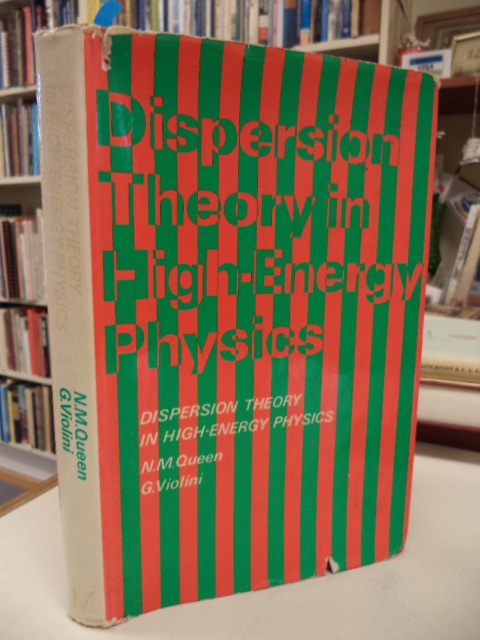 Dispersion
Theory in
High-Energy
Physics
DISPERSION THEORY
IN HIGH-ENERGY PHYSICS
N.M.Queen
G.Violini
DISPERSION THEORY
IN HIGH-ENERGY PHYSICS
N.M.Queen
G.Violini